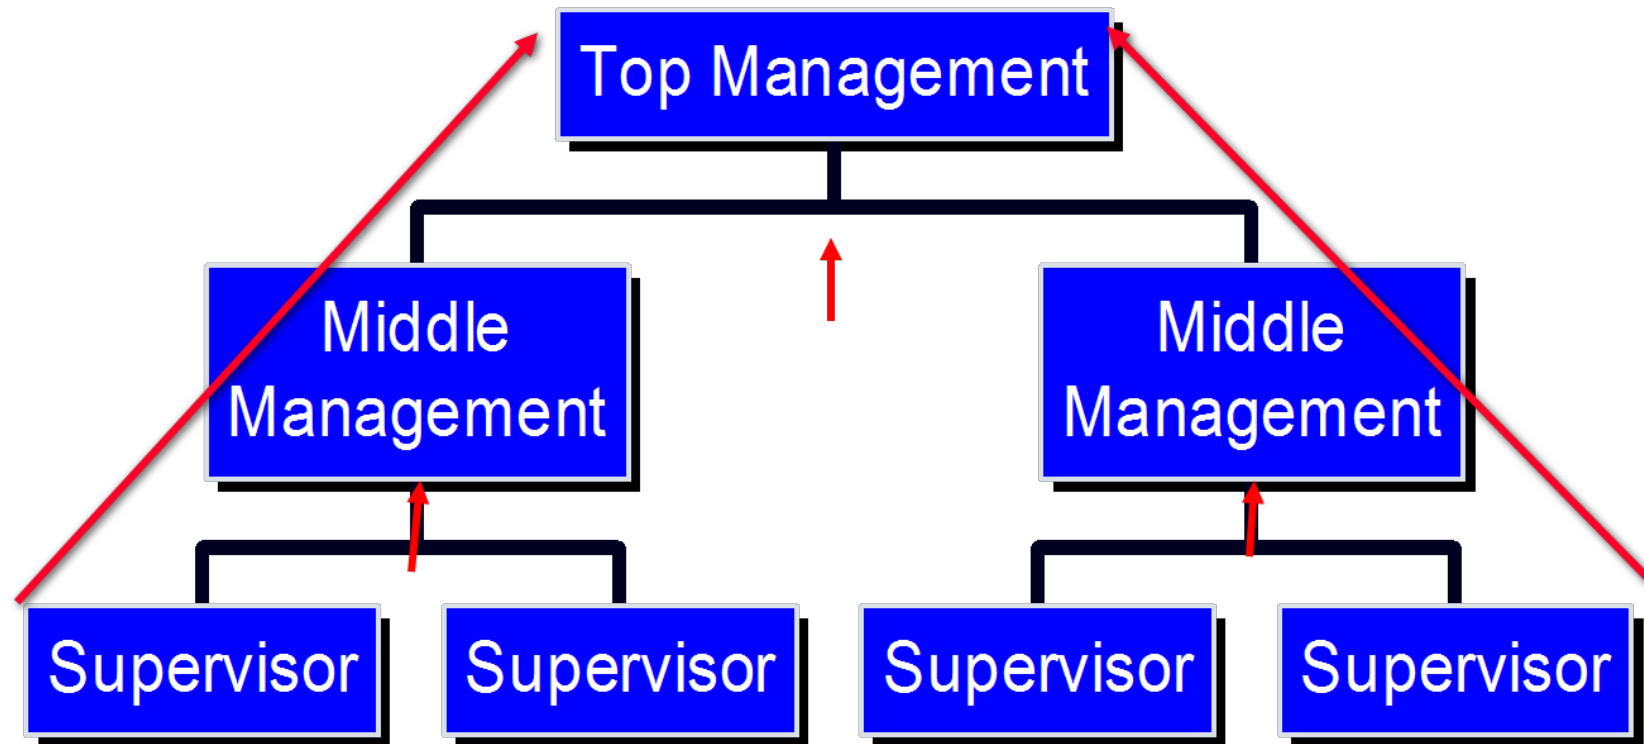 Top Management
Middle
Management
Middle
Management
Supervisor
Supervisor
Supervisor
Supervisor